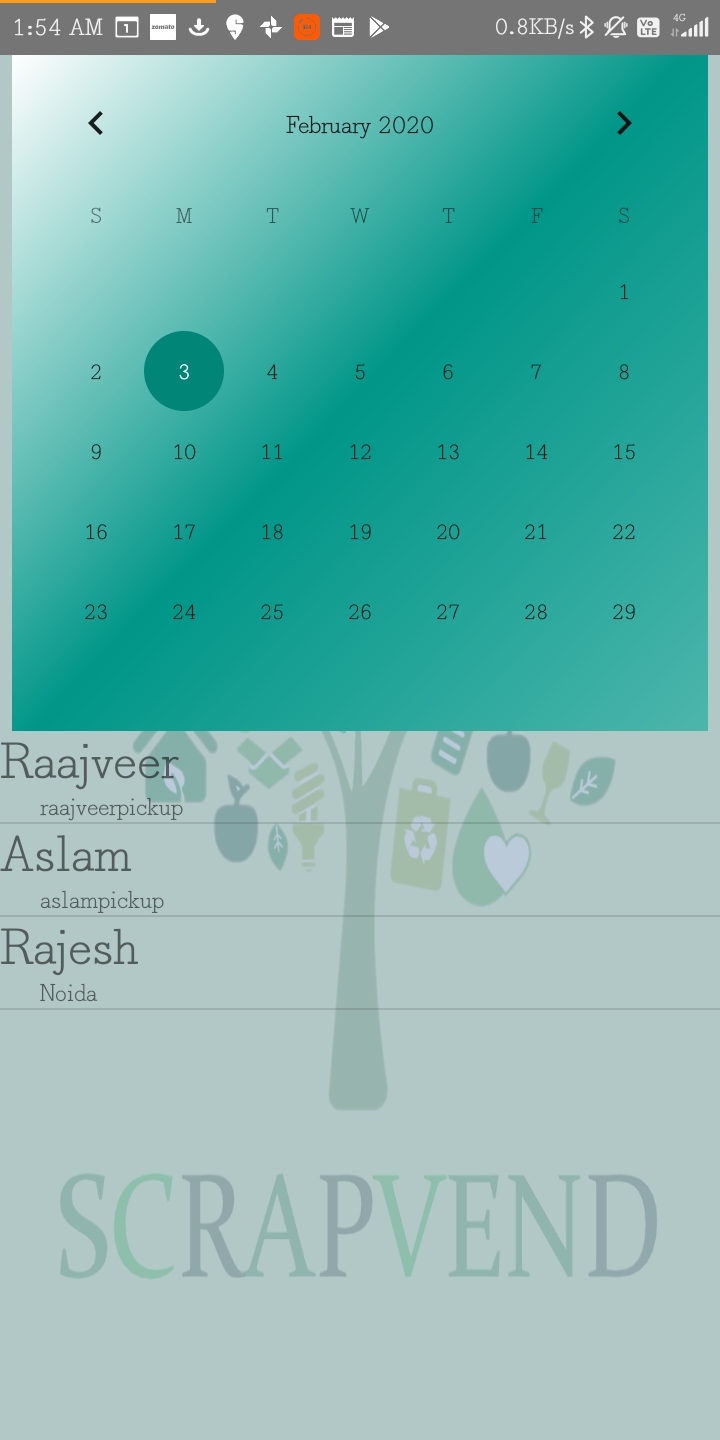 1:54 AM 1 zomato 0.8KB/s Vo LTE 4G
February 2020
S M T W T F S
1
2 3 4 5 6 7 8
9 10 11 12 13 14 15
16 17 18 19 20 21 22
23 24 25 26 27 28 29
Raajveer
raajveerpickup
Aslam
aslampickup
Rajesh
Noida
SCRAPVEND